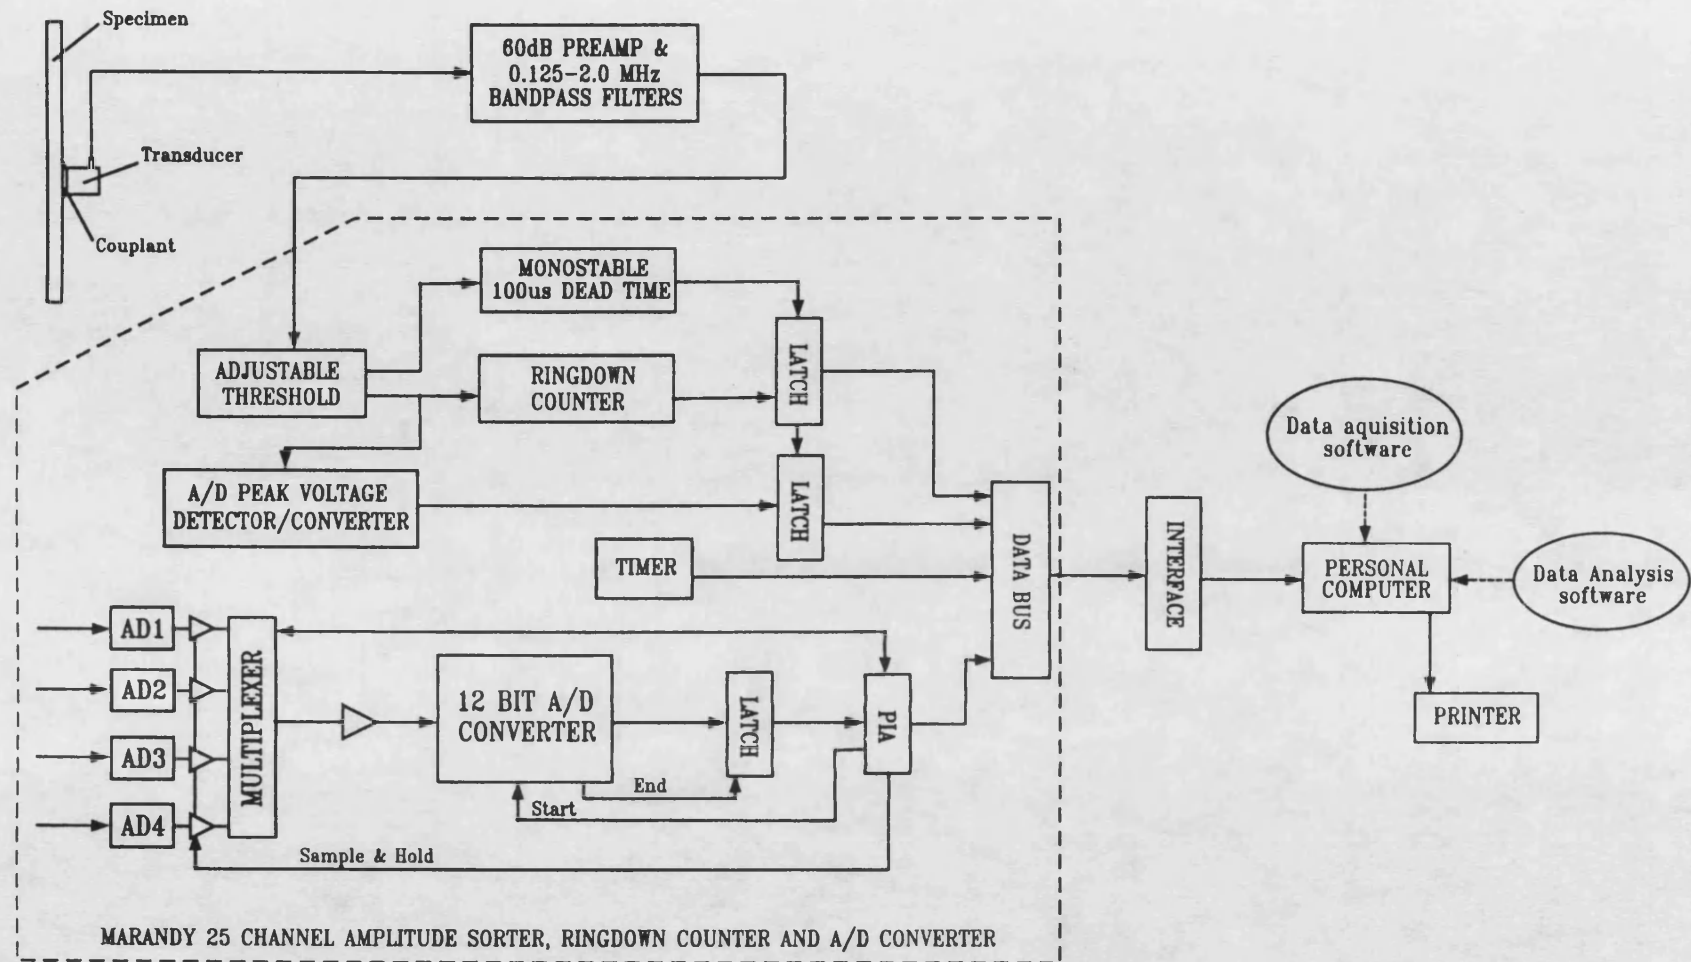 Specimen
60dB PREAMP &
0.125-2.0 MHz
BANDPASS FILTERS
Transducer
Couplant
MONOSTABLE
100us DEAD TIME
ADJUSTABLE
THRESHOLD
RINGDOWN
COUNTER
LATCH
A/D PEAK VOLTAGE
DETECTOR/CONVERTER
LATCH
TIMER
DATA BUS
INTERFACE
Data aquisition
software
PERSONAL
COMPUTER
Data Analysis
software
PRINTER
AD1
AD2
AD3
AD4
MULTIPLEXER
12 BIT A/D
CONVERTER
LATCH
PIA
End
Start
Sample & Hold
MARANDY 25 CHANNEL AMPLITUDE SORTER, RINGDOWN COUNTER AND A/D CONVERTER